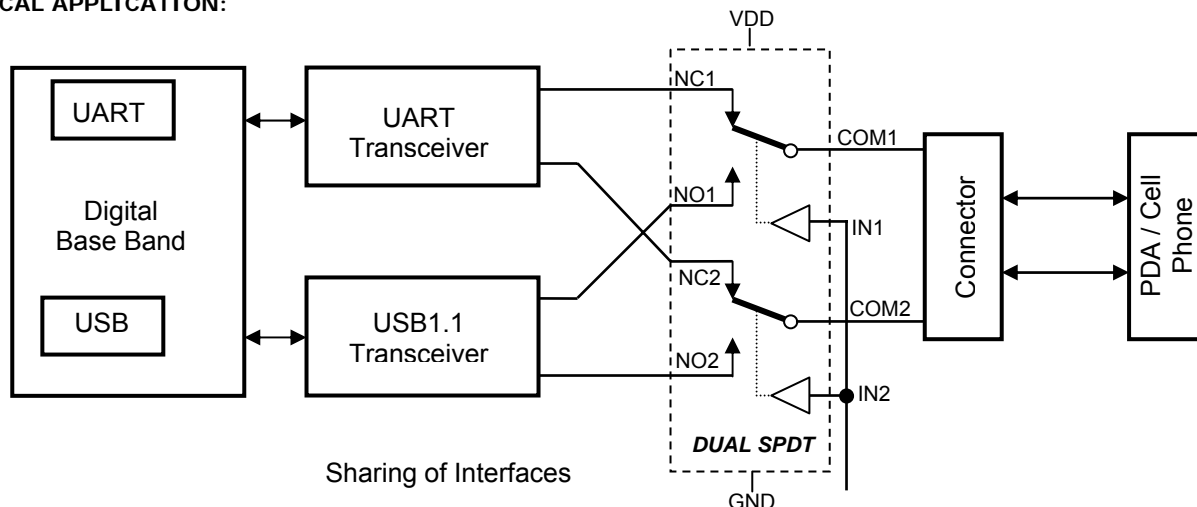 CAL APPLICATION:
VDD
NC1
UART
UART
Transceiver
COM1
NO1
Digital
Base Band
IN1
Connector
PDA / Cell
Phone
NC2
USB
USB1.1
Transceiver
COM2
NO2
IN2
DUAL SPDT
Sharing of Interfaces
GND